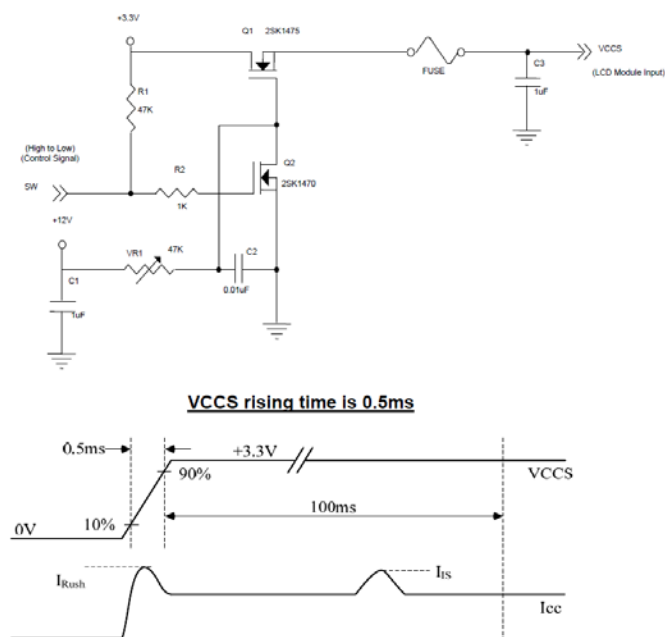 Q1 2SK1475
+3.3V
VCCS
(LCD Module Input)
FUSE
C3
1uF
R1
47K
(High to Low)
(Control Signal)
SW
R2
1K
Q2
2SK1470
+12V
VR1
47K
C2
0.01uF
C1
1uF
VCCS rising time is 0.5ms
0.5ms
+3.3V
VCCS
90%
100ms
0V
10%
IRush
IIS
Icc